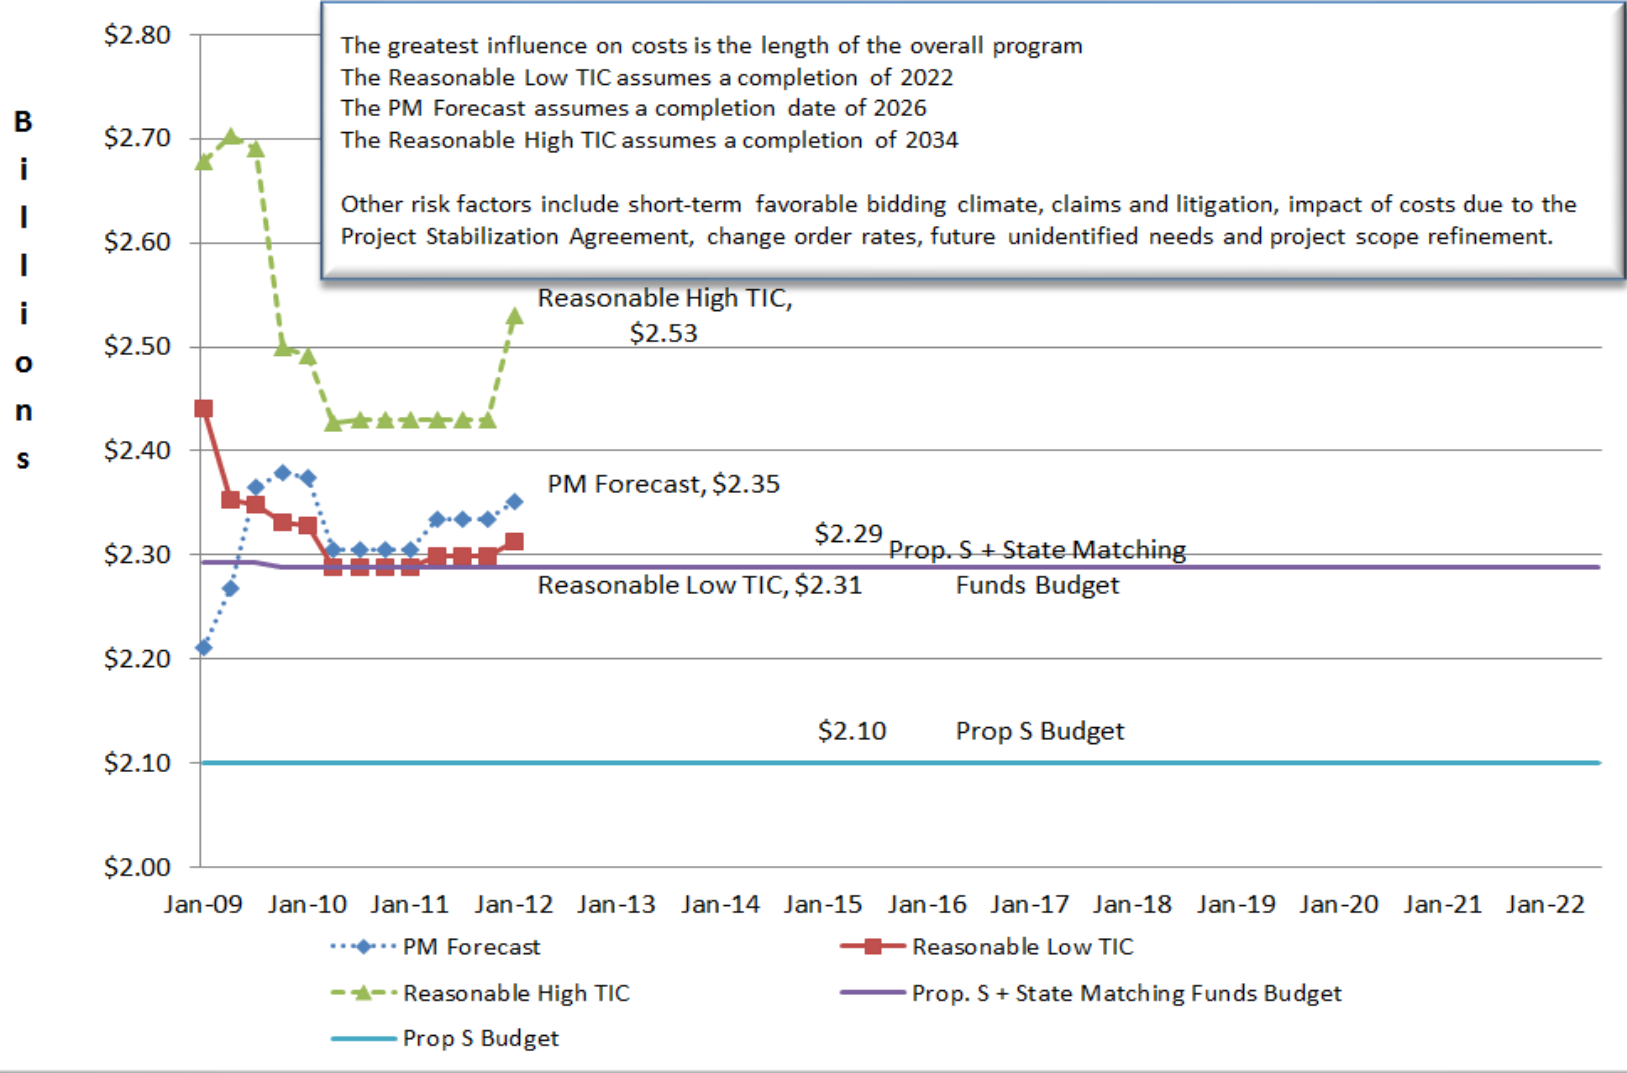 The greatest influence on costs is the length of the overall program
The Reasonable Low TIC assumes a completion of 2022
The PM Forecast assumes a completion date of 2026
The Reasonable High TIC assumes a completion of 2034
Other risk factors include short-term favorable bidding climate, claims and litigation, impact of costs due to the
Project Stabilization Agreement, change order rates, future unidentified needs and project scope refinement.
Billions
$2.80
$2.70
$2.60
$2.50
$2.40
$2.30
$2.20
$2.10
$2.00
Reasonable High TIC,
$2.53
PM Forecast, $2.35
$2.29
Prop. S + State Matching
Funds Budget
Reasonable Low TIC, $2.31
$2.10
Prop S Budget
Jan-09 Jan-10 Jan-11 Jan-12 Jan-13 Jan-14 Jan-15 Jan-16 Jan-17 Jan-18 Jan-19 Jan-20 Jan-21 Jan-22
PM Forecast
Reasonable Low TIC
Reasonable High TIC
Prop. S + State Matching Funds Budget
Prop S Budget